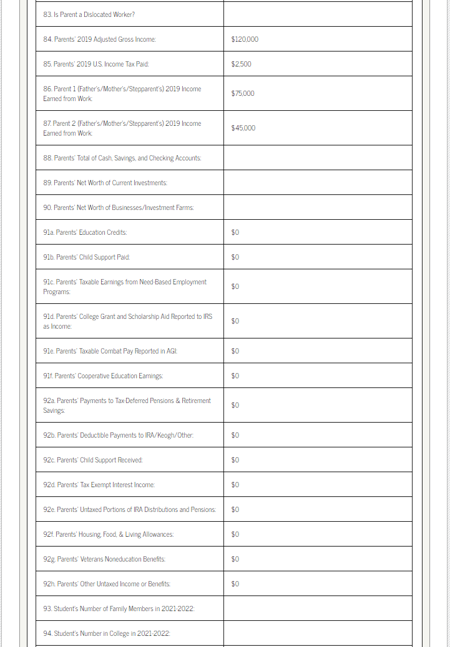 83. Is Parent a Dislocated Worker?
84. Parents' 2019 Adjusted Gross Income: $120,000
85. Parents' 2019 U.S. Income Tax Paid: $2,500
86. Parent 1 (Father's/Mother's/Stepparent's) 2019 Income
Earned from Work: $75,000
87. Parent 2 (Father's/Mother's/Stepparent's) 2019 Income
Earned from Work: $45,000
88. Parents' Total of Cash, Savings, and Checking Accounts:
89. Parents' Net Worth of Current Investments:
90. Parents' Net Worth of Businesses/Investment Farms:
91a. Parents' Education Credits: $0
91b. Parents' Child Support Paid: $0
91c. Parents' Taxable Earnings from Need-Based Employment
Programs: $0
91d. Parents' College Grant and Scholarship Aid Reported to IRS
as Income: $0
91e. Parents' Taxable Combat Pay Reported in AGI: $0
91f. Parents' Cooperative Education Earnings: $0
92a. Parents' Payments to Tax-Deferred Pensions & Retirement
Savings: $0
92b. Parents' Deductible Payments to IRA/Keogh/Other: $0
92c. Parents' Child Support Received: $0
92d. Parents' Tax Exempt Interest Income: $0
92e. Parents' Untaxed Portions of IRA Distributions and Pensions: $0
92f. Parents' Housing, Food, & Living Allowances: $0
92g. Parents' Veterans Noneducation Benefits: $0
92h. Parents' Other Untaxed Income or Benefits: $0
93. Student's Number of Family Members in 2021-2022:
94. Student's Number in College in 2021-2022: